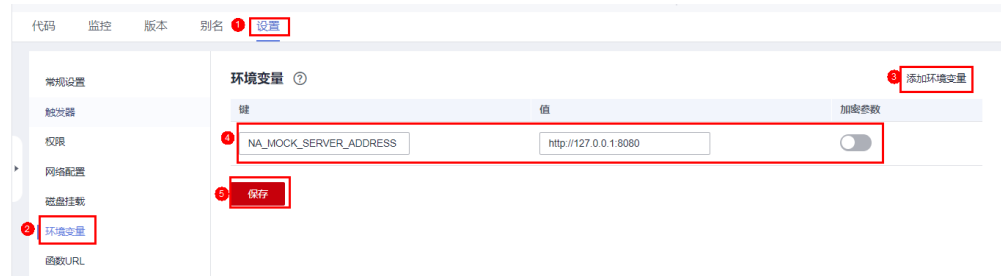 代码 监控 版本 别名 1 设置
常规设置
触发器
权限
网络配置
磁盘挂载
2 环境变量
函数URL
环境变量 ?
3 添加环境变量
键 值 加密参数
4 NA_MOCK_SERVER_ADDRESS http://127.0.0.1:8080
5 保存